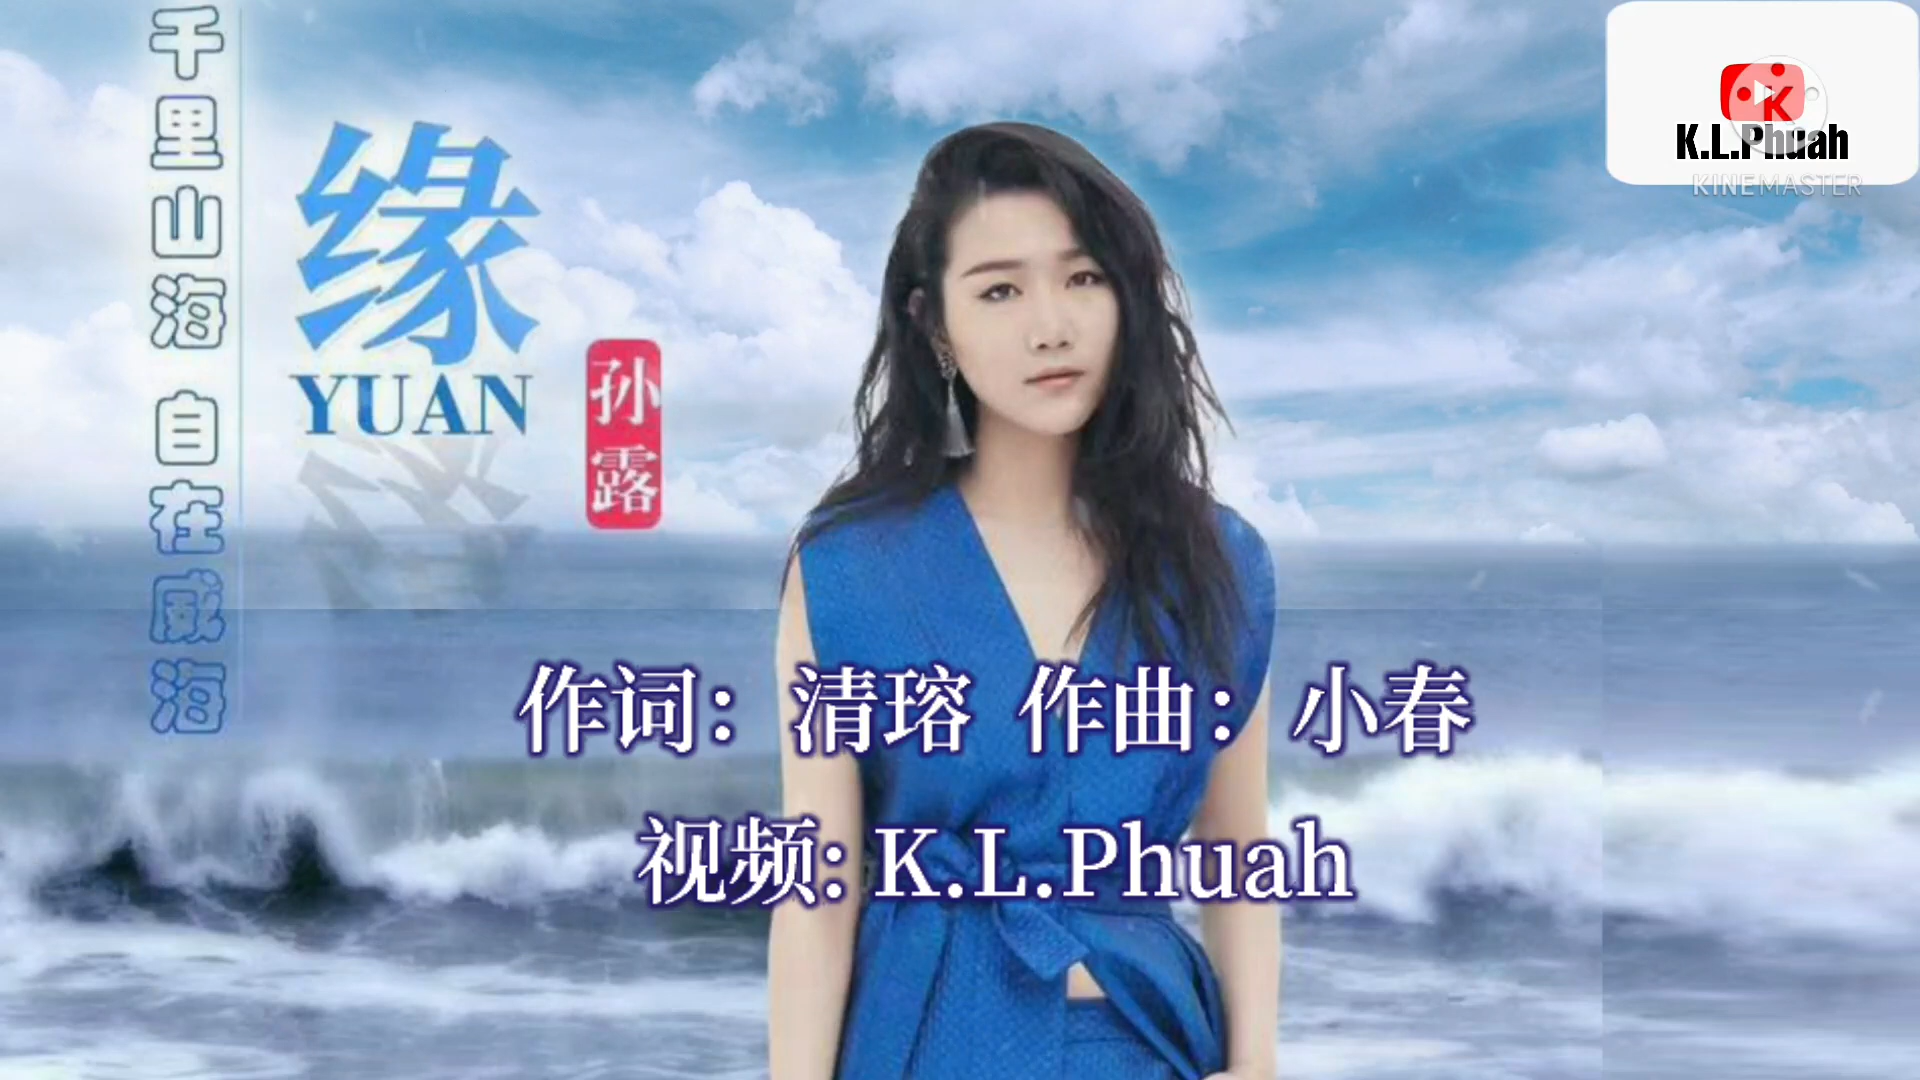 千里山海 自在威海
缘
YUAN
孙露
K
K.L.Phuah
KINEMASTER
作词：清瑢 作曲：小春
视频: K.L.Phuah